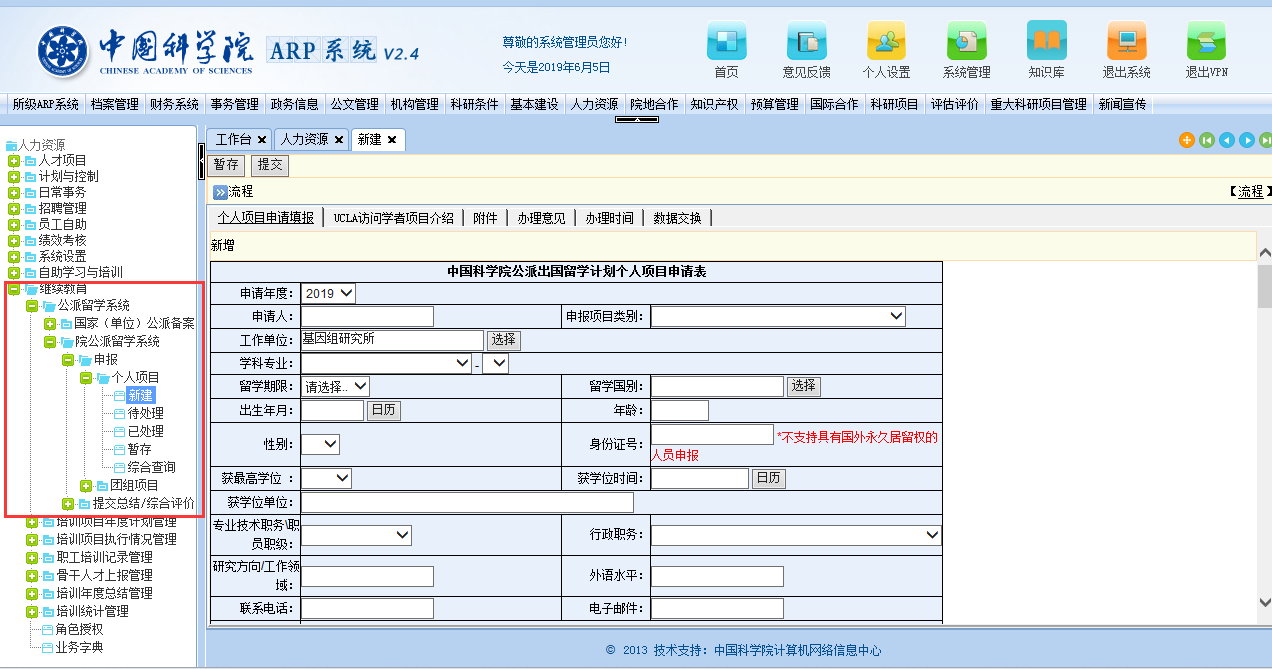 中国科学院 ARP系统 V2.4
CHINESE ACADEMY OF SCIENCES
尊敬的系统管理员您好!
今天是2019年6月5日
首页 意见反馈 个人设置 系统管理 知识库 退出系统 退出VPN
所级ARP系统 档案管理 财务系统 事务管理 政务信息 公文管理 机构管理 科研条件 基本建设 人力资源 院地合作 知识产权 预算管理 国际合作 科研项目 评估评价 重大科研项目管理 新闻宣传
人力资源
人才项目
计划与控制
日常事务
招聘管理
员工自助
绩效考核
系统设置
自助学习与培训
继续教育
公派留学系统
国家（单位）公派备案
院公派留学系统
申报
个人项目
新建
待处理
已处理
暂存
综合查询
团组项目
提交总结/综合评价
培训项目年度计划管理
培训项目执行情况管理
职工培训记录管理
骨干人才上报管理
培训年度总结管理
培训统计管理
角色授权
业务字典
工作台 人力资源 新建
暂存 提交
流程 【流程】
个人项目申请填报 UCLA访问学者项目介绍 附件 办理意见 办理时间 数据交换
新增
中国科学院公派出国留学计划个人项目申请表
申请年度: 2019
申请人: 申报项目类别:
工作单位: 基因组研究所 选择
学科专业: -
留学期限: 请选择.. 留学国别: 选择
出生年月: 日历 年龄:
性别: 身份证号: *不支持具有国外永久居留权的
人员申报
获最高学位 : 获学位时间: 日历
获学位单位:
专业技术职务\职
员职级: 行政职务:
研究方向/工作领
域: 外语水平:
联系电话: 电子邮件:
© 2013 技术支持: 中国科学院计算机网络信息中心